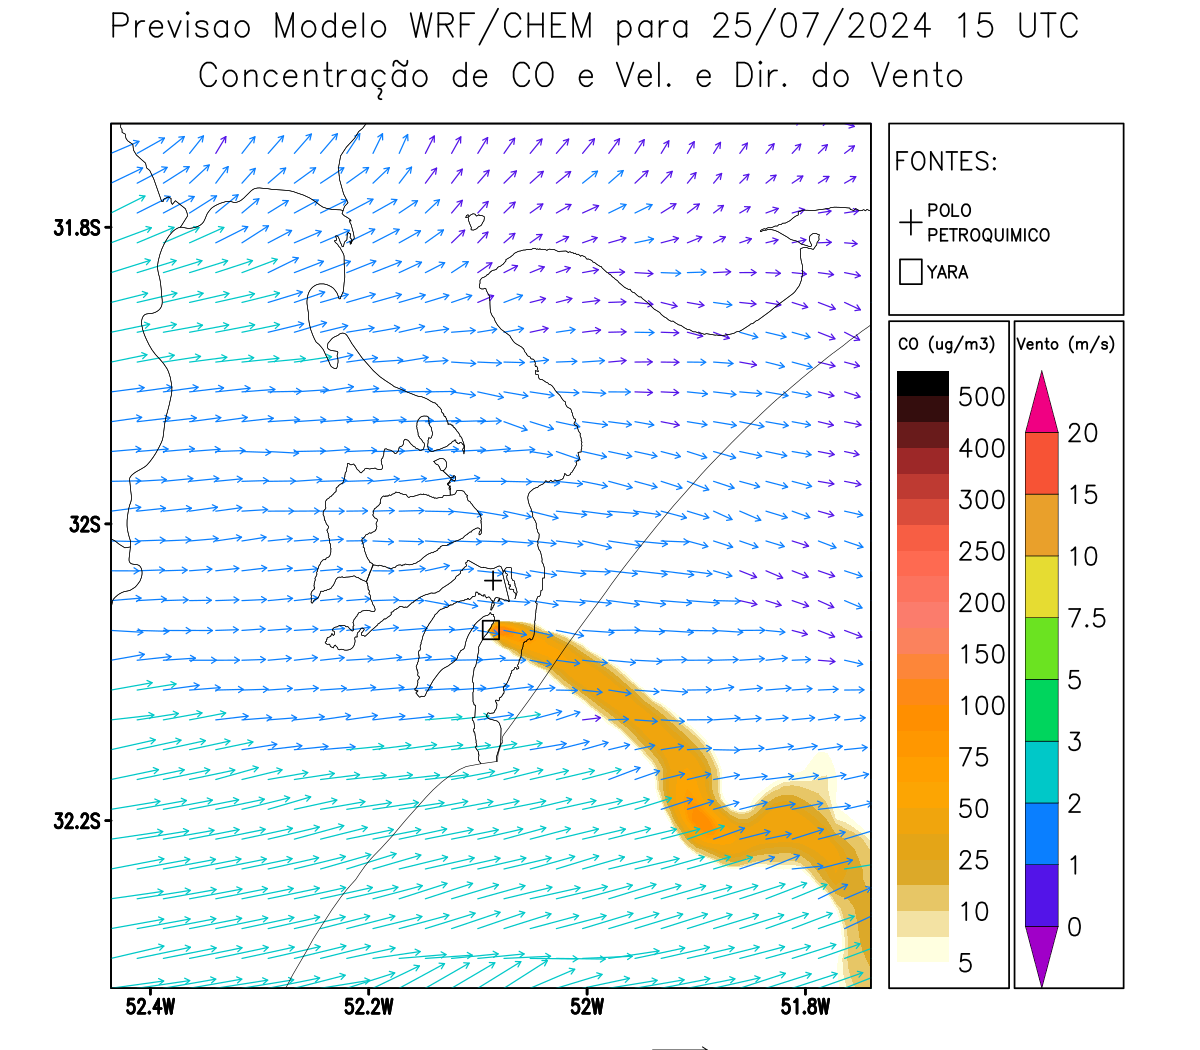 Previsao Modelo WRF/CHEM para 25/07/2024 15 UTC
Concentração de CO e Vel. e Dir. do Vento
FONTES:
POLO
PETROQUIMICO
YARA
CO (ug/m3)
500
400
300
250
200
150
100
75
50
25
10
5
Vento (m/s)
20
15
10
7.5
5
3
2
1
0
31.8S
32S
32.2S
52.4W
52.2W
52W
51.8W